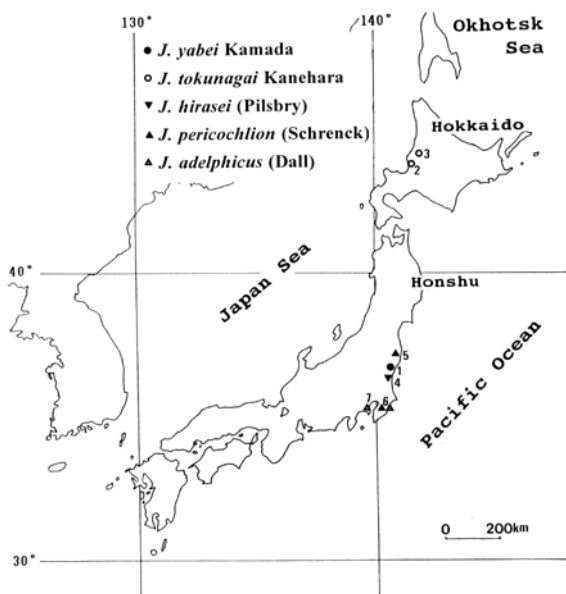 130°
140°
Okhotsk
Sea
● J. yabei Kamada
○ J. tokunagai Kanehara
▼ J. hirasei (Pilsbry)
▲ J. pericochlion (Schrenck)
△ J. adelphicus (Dall)
Hokkaido
3
2
Japan Sea
40°
Honshu
5
1
4
7
6
Pacific Ocean
0 200km
30°